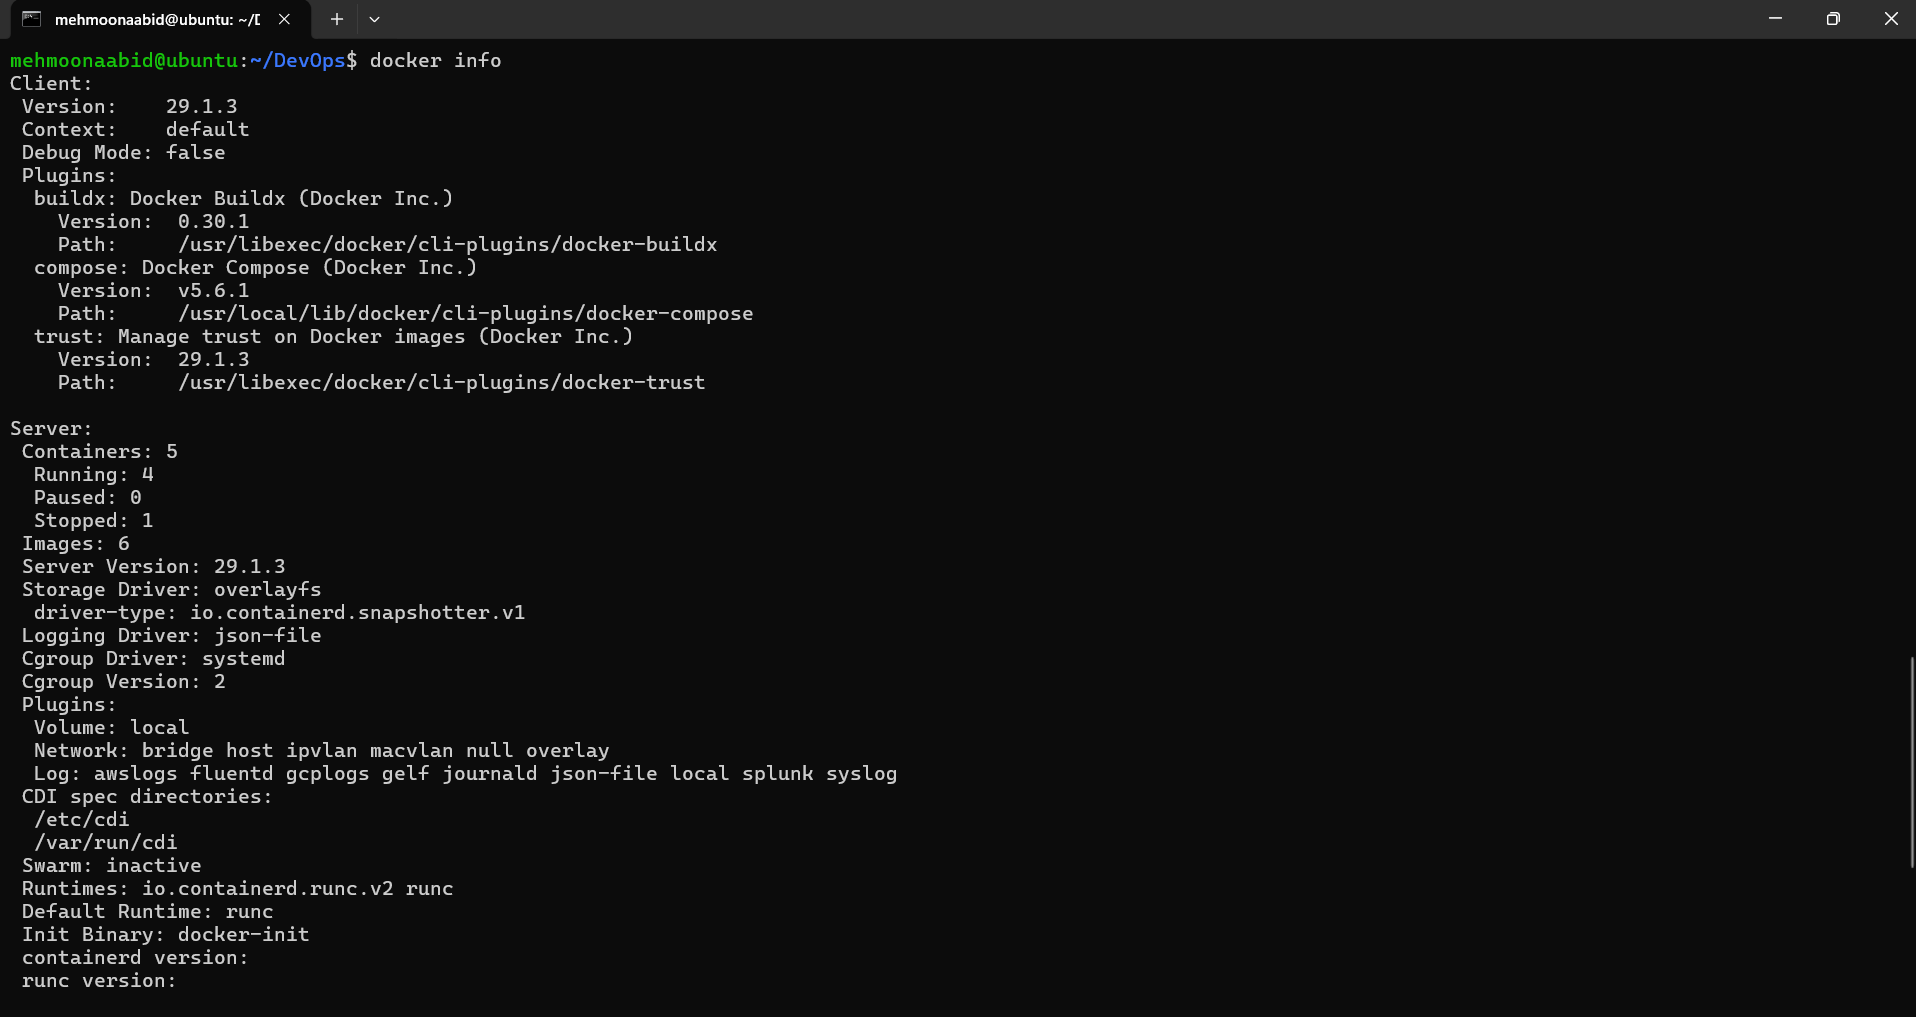 mehmoonaabid@ubuntu: ~/D
mehmoonaabid@ubuntu:~/DevOps$ docker info
Client:
 Version:    29.1.3
 Context:    default
 Debug Mode: false
 Plugins:
  buildx: Docker Buildx (Docker Inc.)
    Version:  0.30.1
    Path:     /usr/libexec/docker/cli-plugins/docker-buildx
  compose: Docker Compose (Docker Inc.)
    Version:  v5.6.1
    Path:     /usr/local/lib/docker/cli-plugins/docker-compose
  trust: Manage trust on Docker images (Docker Inc.)
    Version:  29.1.3
    Path:     /usr/libexec/docker/cli-plugins/docker-trust

Server:
 Containers: 5
  Running: 4
  Paused: 0
  Stopped: 1
 Images: 6
 Server Version: 29.1.3
 Storage Driver: overlayfs
  driver-type: io.containerd.snapshotter.v1
 Logging Driver: json-file
 Cgroup Driver: systemd
 Cgroup Version: 2
 Plugins:
  Volume: local
  Network: bridge host ipvlan macvlan null overlay
  Log: awslogs fluentd gcplogs gelf journald json-file local splunk syslog
 CDI spec directories:
  /etc/cdi
  /var/run/cdi
 Swarm: inactive
 Runtimes: io.containerd.runc.v2 runc
 Default Runtime: runc
 Init Binary: docker-init
 containerd version:
 runc version: